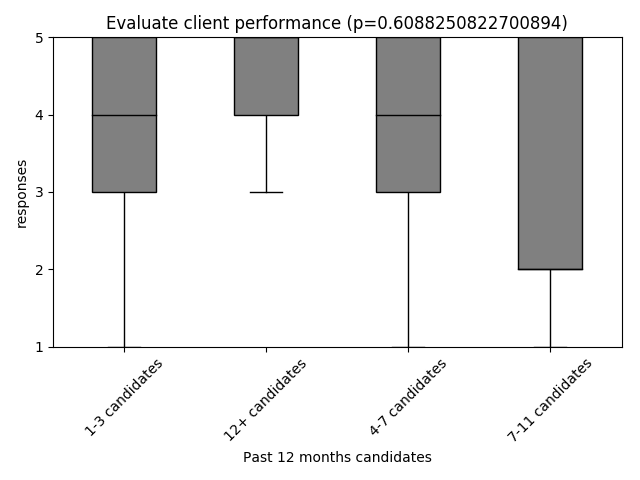 Evaluate client performance (p=0.6088250822700894)
5
4
3
2
1
responses
1-3 candidates
12+ candidates
4-7 candidates
7-11 candidates
Past 12 months candidates